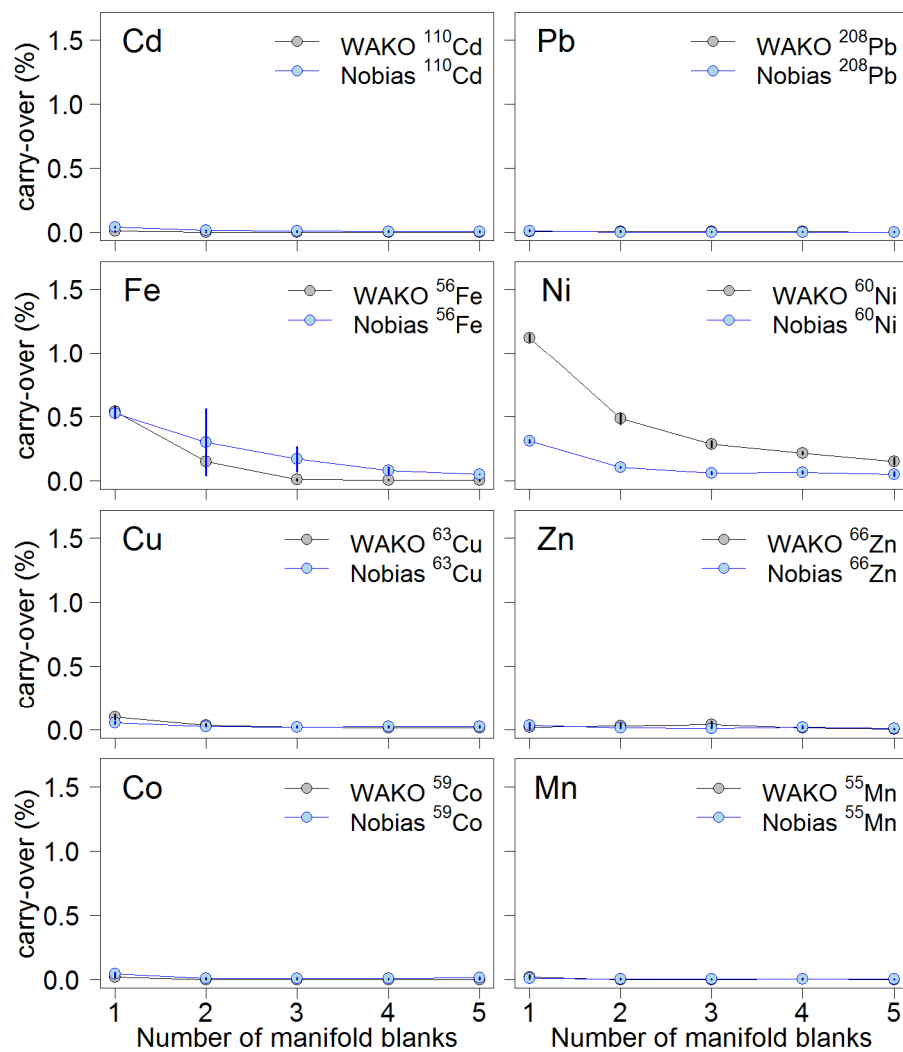 Cd
WAKO ¹¹⁰Cd
Nobias ¹¹⁰Cd
carry-over (%)
1.5
1.0
0.5
0.0
Pb
WAKO ²⁰⁸Pb
Nobias ²⁰⁸Pb
Fe
WAKO ⁵⁶Fe
Nobias ⁵⁶Fe
carry-over (%)
1.5
1.0
0.5
0.0
Ni
WAKO ⁶⁰Ni
Nobias ⁶⁰Ni
Cu
WAKO ⁶³Cu
Nobias ⁶³Cu
carry-over (%)
1.5
1.0
0.5
0.0
Zn
WAKO ⁶⁶Zn
Nobias ⁶⁶Zn
Co
WAKO ⁵⁹Co
Nobias ⁵⁹Co
carry-over (%)
1.5
1.0
0.5
0.0
1 2 3 4 5
Number of manifold blanks
Mn
WAKO ⁵⁵Mn
Nobias ⁵⁵Mn
1 2 3 4 5
Number of manifold blanks